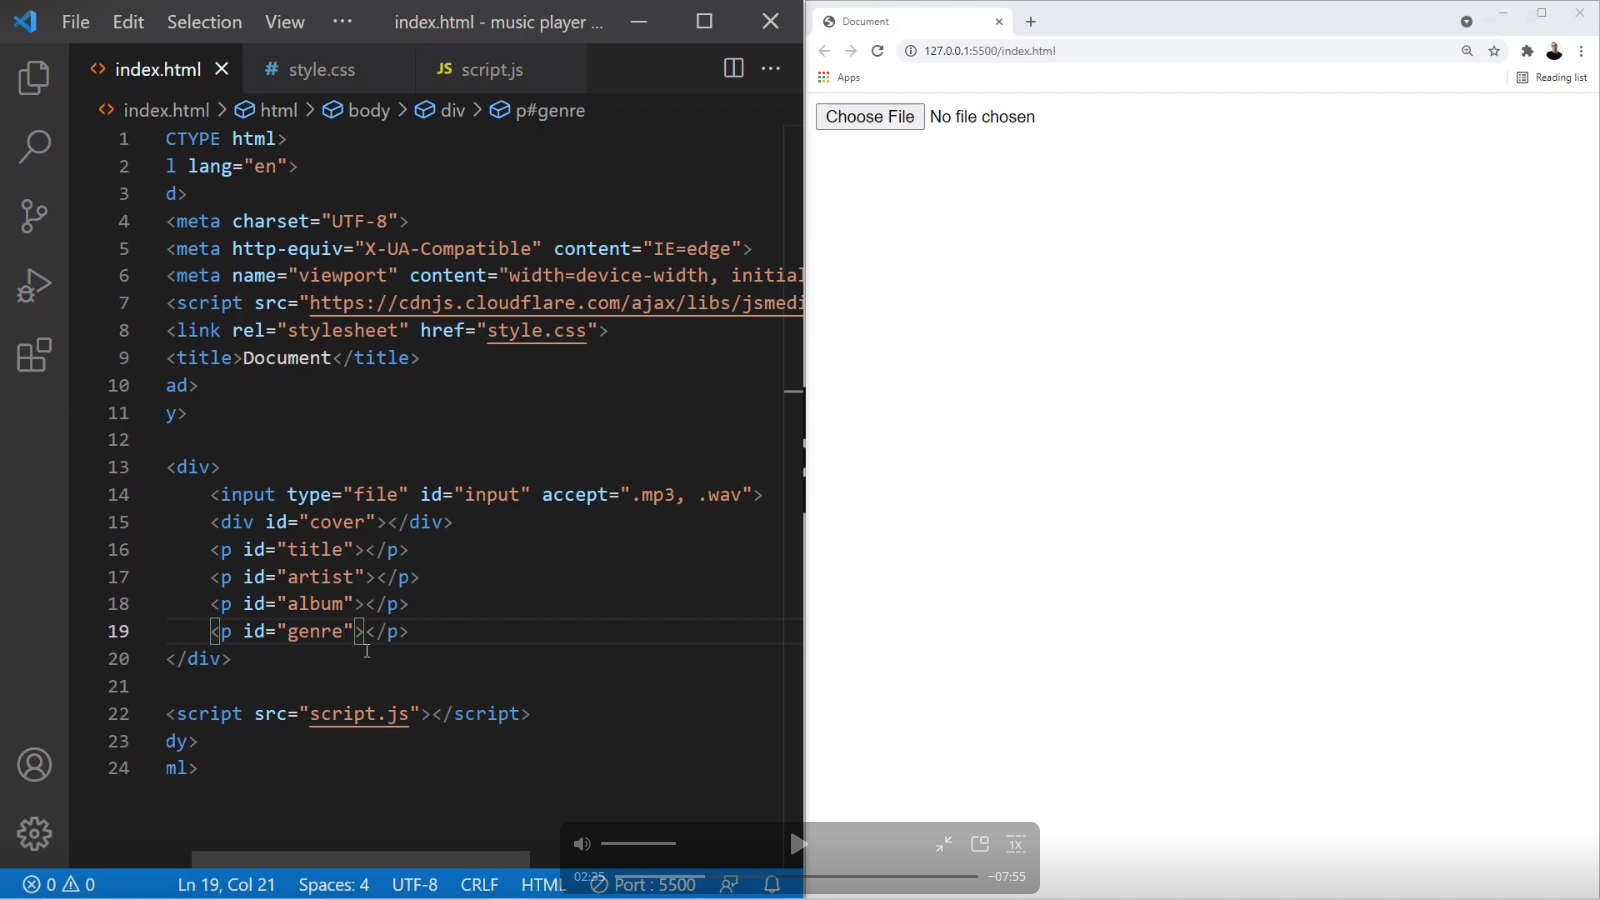 File Edit Selection View ··· index.html - music player ...
index.html style.css JS script.js
index.html > html > body > div > p#genre
1 CTYPE html>
2 l lang="en">
3 d>
4 <meta charset="UTF-8">
5 <meta http-equiv="X-UA-Compatible" content="IE=edge">
6 <meta name="viewport" content="width=device-width, initial
7 <script src="https://cdnjs.cloudflare.com/ajax/libs/jsmedi
8 <link rel="stylesheet" href="style.css">
9 <title>Document</title>
10 ad>
11 y>
12
13 <div>
14 <input type="file" id="input" accept=".mp3, .wav">
15 <div id="cover"></div>
16 <p id="title"></p>
17 <p id="artist"></p>
18 <p id="album"></p>
19 <p id="genre"></p>
20 </div>
21
22 <script src="script.js"></script>
23 dy>
24 ml>
0 0 Ln 19, Col 21 Spaces: 4 UTF-8 CRLF HTML Port : 5500
Document
127.0.0.1:5500/index.html
Apps Reading list
Choose File No file chosen
1X
02:35 −07:55